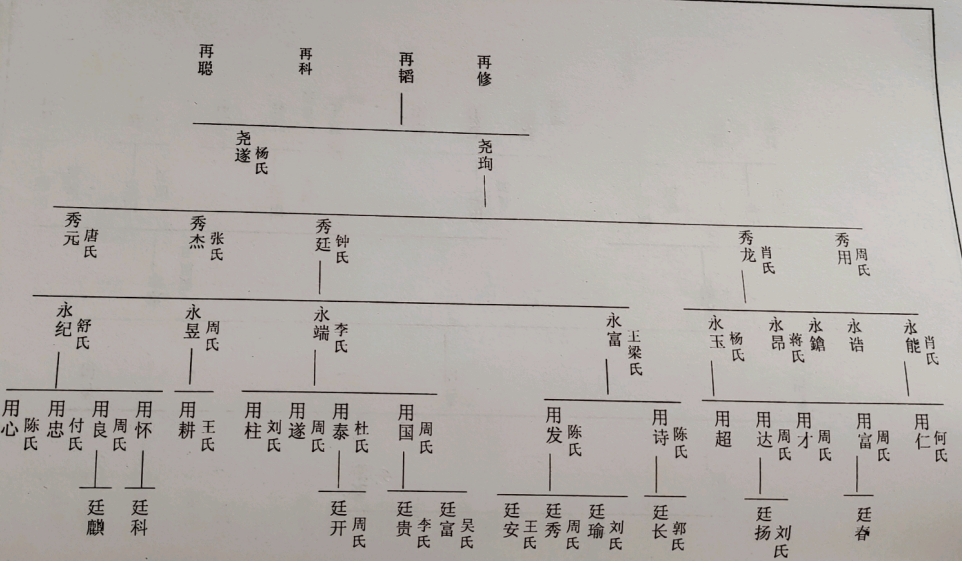 再聪
再科
再韬
再修
尧遂
杨氏
尧珣
秀元
唐氏
秀杰
张氏
秀廷
钟氏
秀龙
肖氏
秀用
周氏
永纪
舒氏
永昱
周氏
永端
李氏
永富
王梁氏
永玉
杨氏
永昂
蒋氏
永鎗
永诰
永能
肖氏
用心
陈氏
用忠
付氏
用良
周氏
用怀
用耕
王氏
用柱
刘氏
用遂
周氏
用泰
杜氏
用国
周氏
用发
陈氏
用诗
陈氏
用超
用达
周氏
用才
周氏
用富
周氏
用仁
何氏
廷麒
廷科
廷开
周氏
廷贵
李氏
廷富
吴氏
廷安
王氏
廷秀
周氏
廷瑜
刘氏
廷长
郭氏
廷扬
刘氏
廷春